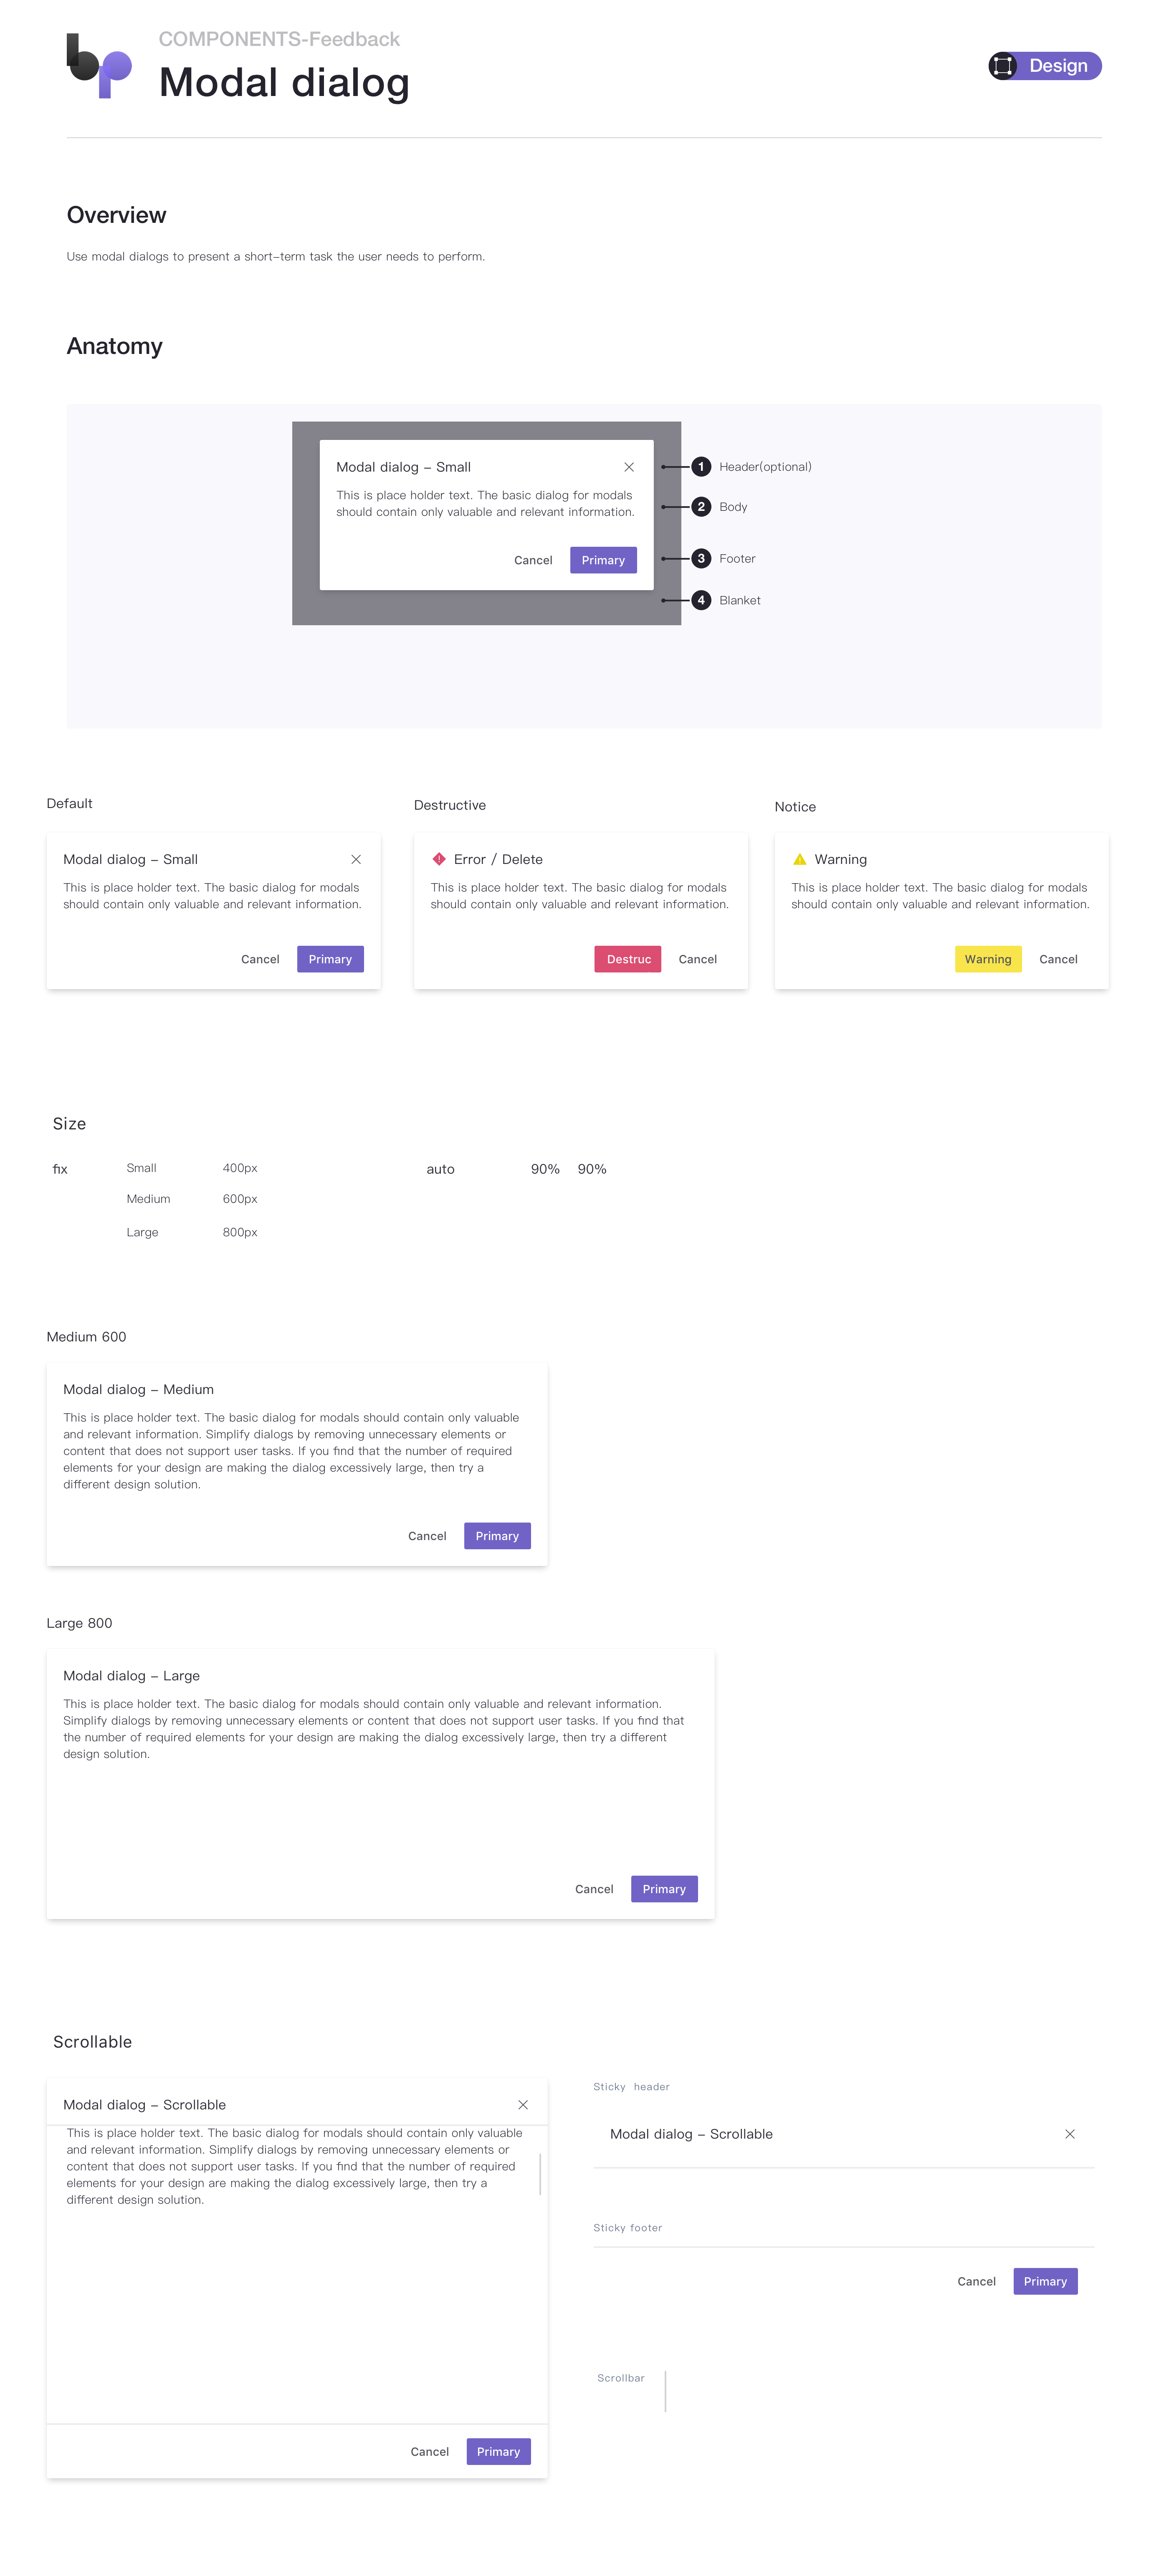 COMPONENTS-Feedback
Modal dialog
Design
Overview
Use modal dialogs to present a short-term task the user needs to perform.
Anatomy
Modal dialog - Small
This is place holder text. The basic dialog for modals
should contain only valuable and relevant information.
Cancel Primary
1 Header(optional)
2 Body
3 Footer
4 Blanket
Default
Modal dialog - Small
This is place holder text. The basic dialog for modals
should contain only valuable and relevant information.
Cancel Primary
Destructive
Error / Delete
This is place holder text. The basic dialog for modals
should contain only valuable and relevant information.
Destruc Cancel
Notice
Warning
This is place holder text. The basic dialog for modals
should contain only valuable and relevant information.
Warning Cancel
Size
fix Small 400px auto 90% 90%
Medium 600px
Large 800px
Medium 600
Modal dialog - Medium
This is place holder text. The basic dialog for modals should contain only valuable
and relevant information. Simplify dialogs by removing unnecessary elements or
content that does not support user tasks. If you find that the number of required
elements for your design are making the dialog excessively large, then try a
different design solution.
Cancel Primary
Large 800
Modal dialog - Large
This is place holder text. The basic dialog for modals should contain only valuable and relevant information.
Simplify dialogs by removing unnecessary elements or content that does not support user tasks. If you find that
the number of required elements for your design are making the dialog excessively large, then try a different
design solution.
Cancel Primary
Scrollable
Modal dialog - Scrollable
This is place holder text. The basic dialog for modals should contain only valuable
and relevant information. Simplify dialogs by removing unnecessary elements or
content that does not support user tasks. If you find that the number of required
elements for your design are making the dialog excessively large, then try a
different design solution.
Cancel Primary
Sticky header
Modal dialog - Scrollable
Sticky footer
Cancel Primary
Scrollbar